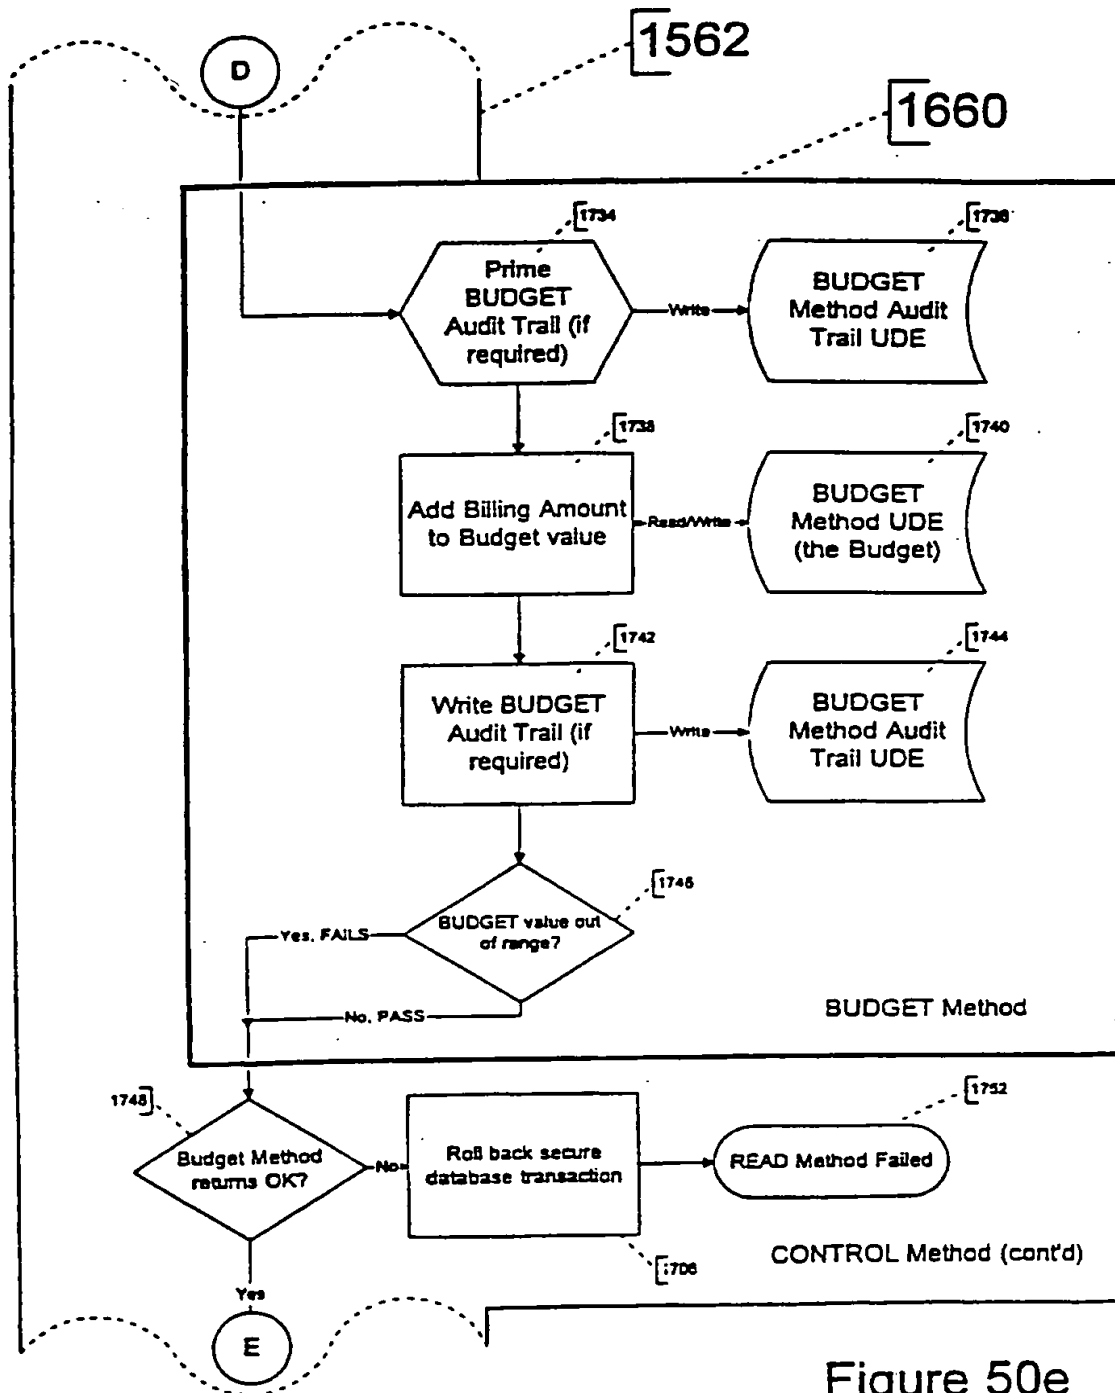 1562
D
1660
1734
Prime
BUDGET
Audit Trail (if
required)
Write
1736
BUDGET
Method Audit
Trail UDE
1738
Add Billing Amount
to Budget value
Read/Write
1740
BUDGET
Method UDE
(the Budget)
1742
Write BUDGET
Audit Trail (if
required)
Write
1744
BUDGET
Method Audit
Trail UDE
1746
BUDGET value out
of range?
Yes, FAILS
No, PASS
BUDGET Method
1748
Budget Method
returns OK?
No
Roll back secure
database transaction
1752
READ Method Failed
CONTROL Method (cont'd)
Yes
E
Figure 50e